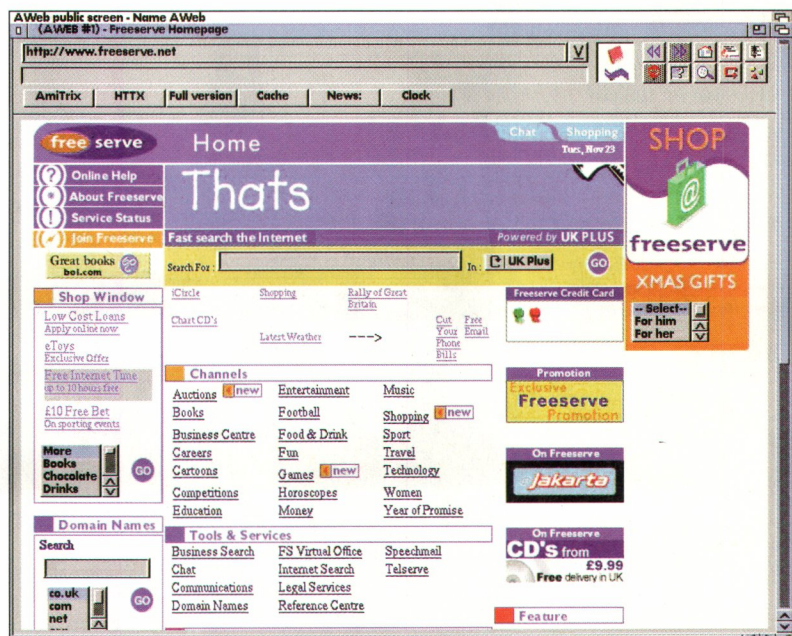 AWeb public screen - Name AWeb
(AWEB #1) - Freeserve Homepage
http://www.freeserve.net
V
AmiTrix HTTX Full version Cache News: Clock
free serve Home
Chat Shopping
Tues, Nov 23
Online Help
About Freeserve
Service Status
Join Freeserve
Thats
Fast search the Internet
Powered by UK PLUS
Great books
bol.com
Search For :
In : UK Plus GO
SHOP
freeserve
XMAS GIFTS
-- Select--
For him
For her
Shop Window
Low Cost Loans
Apply online now
eToys
Exclusive Offer
Free Internet Time
up to 10 hours free
£10 Free Bet
On sporting events
More
Books
Chocolate
Drinks
GO
Domain Names
Search
co.uk
com
net
GO
iCircle Shopping Rally of Great Britain
Chart CD's
Latest Weather
--->
Cut Your Phone Bills
Free Email
Channels
Auctions new Entertainment Music
Books Football Shopping new
Business Centre Food & Drink Sport
Careers Fun Travel
Cartoons Games new Technology
Competitions Horoscopes Women
Education Money Year of Promise
Tools & Services
Business Search FS Virtual Office Speechmail
Chat Internet Search Telserve
Communications Legal Services
Domain Names Reference Centre
Freeserve Credit Card
Promotion
Exclusive
Freeserve
Promotion
On Freeserve
jakarta
On Freeserve
CD's from
£9.99
Free delivery in UK
Feature